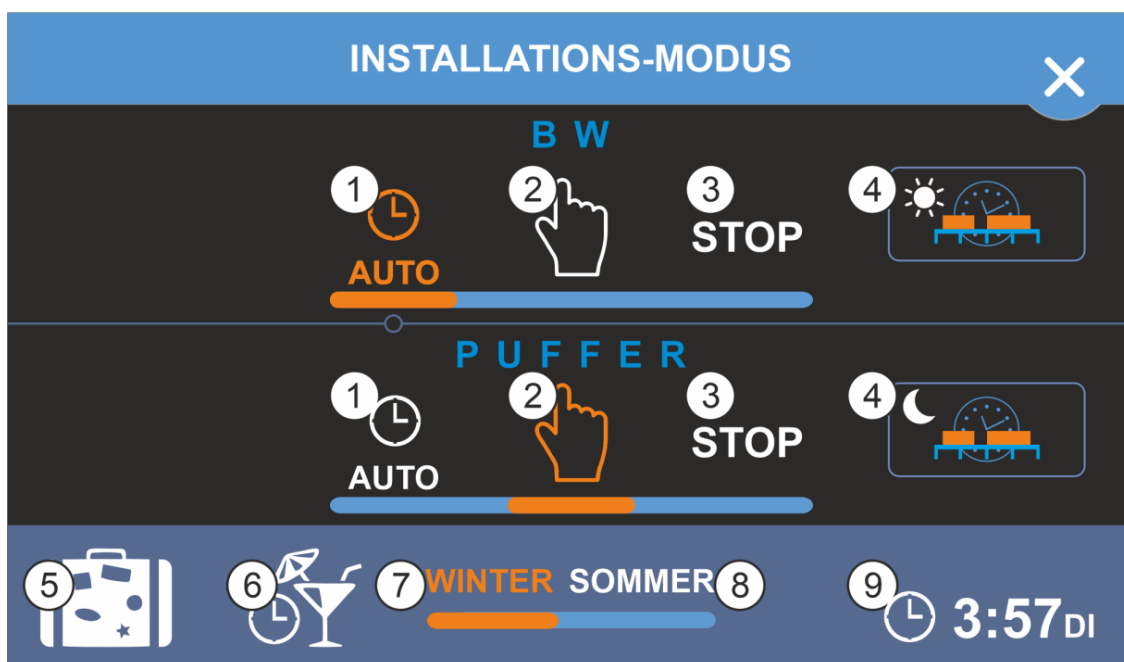 INSTALLATIONS-MODUS
B W
1 2 3 4
STOP
AUTO
P U F F E R
1 2 3 4
STOP
AUTO
5 6 7 WINTER SOMMER 8 9
3:57 DI